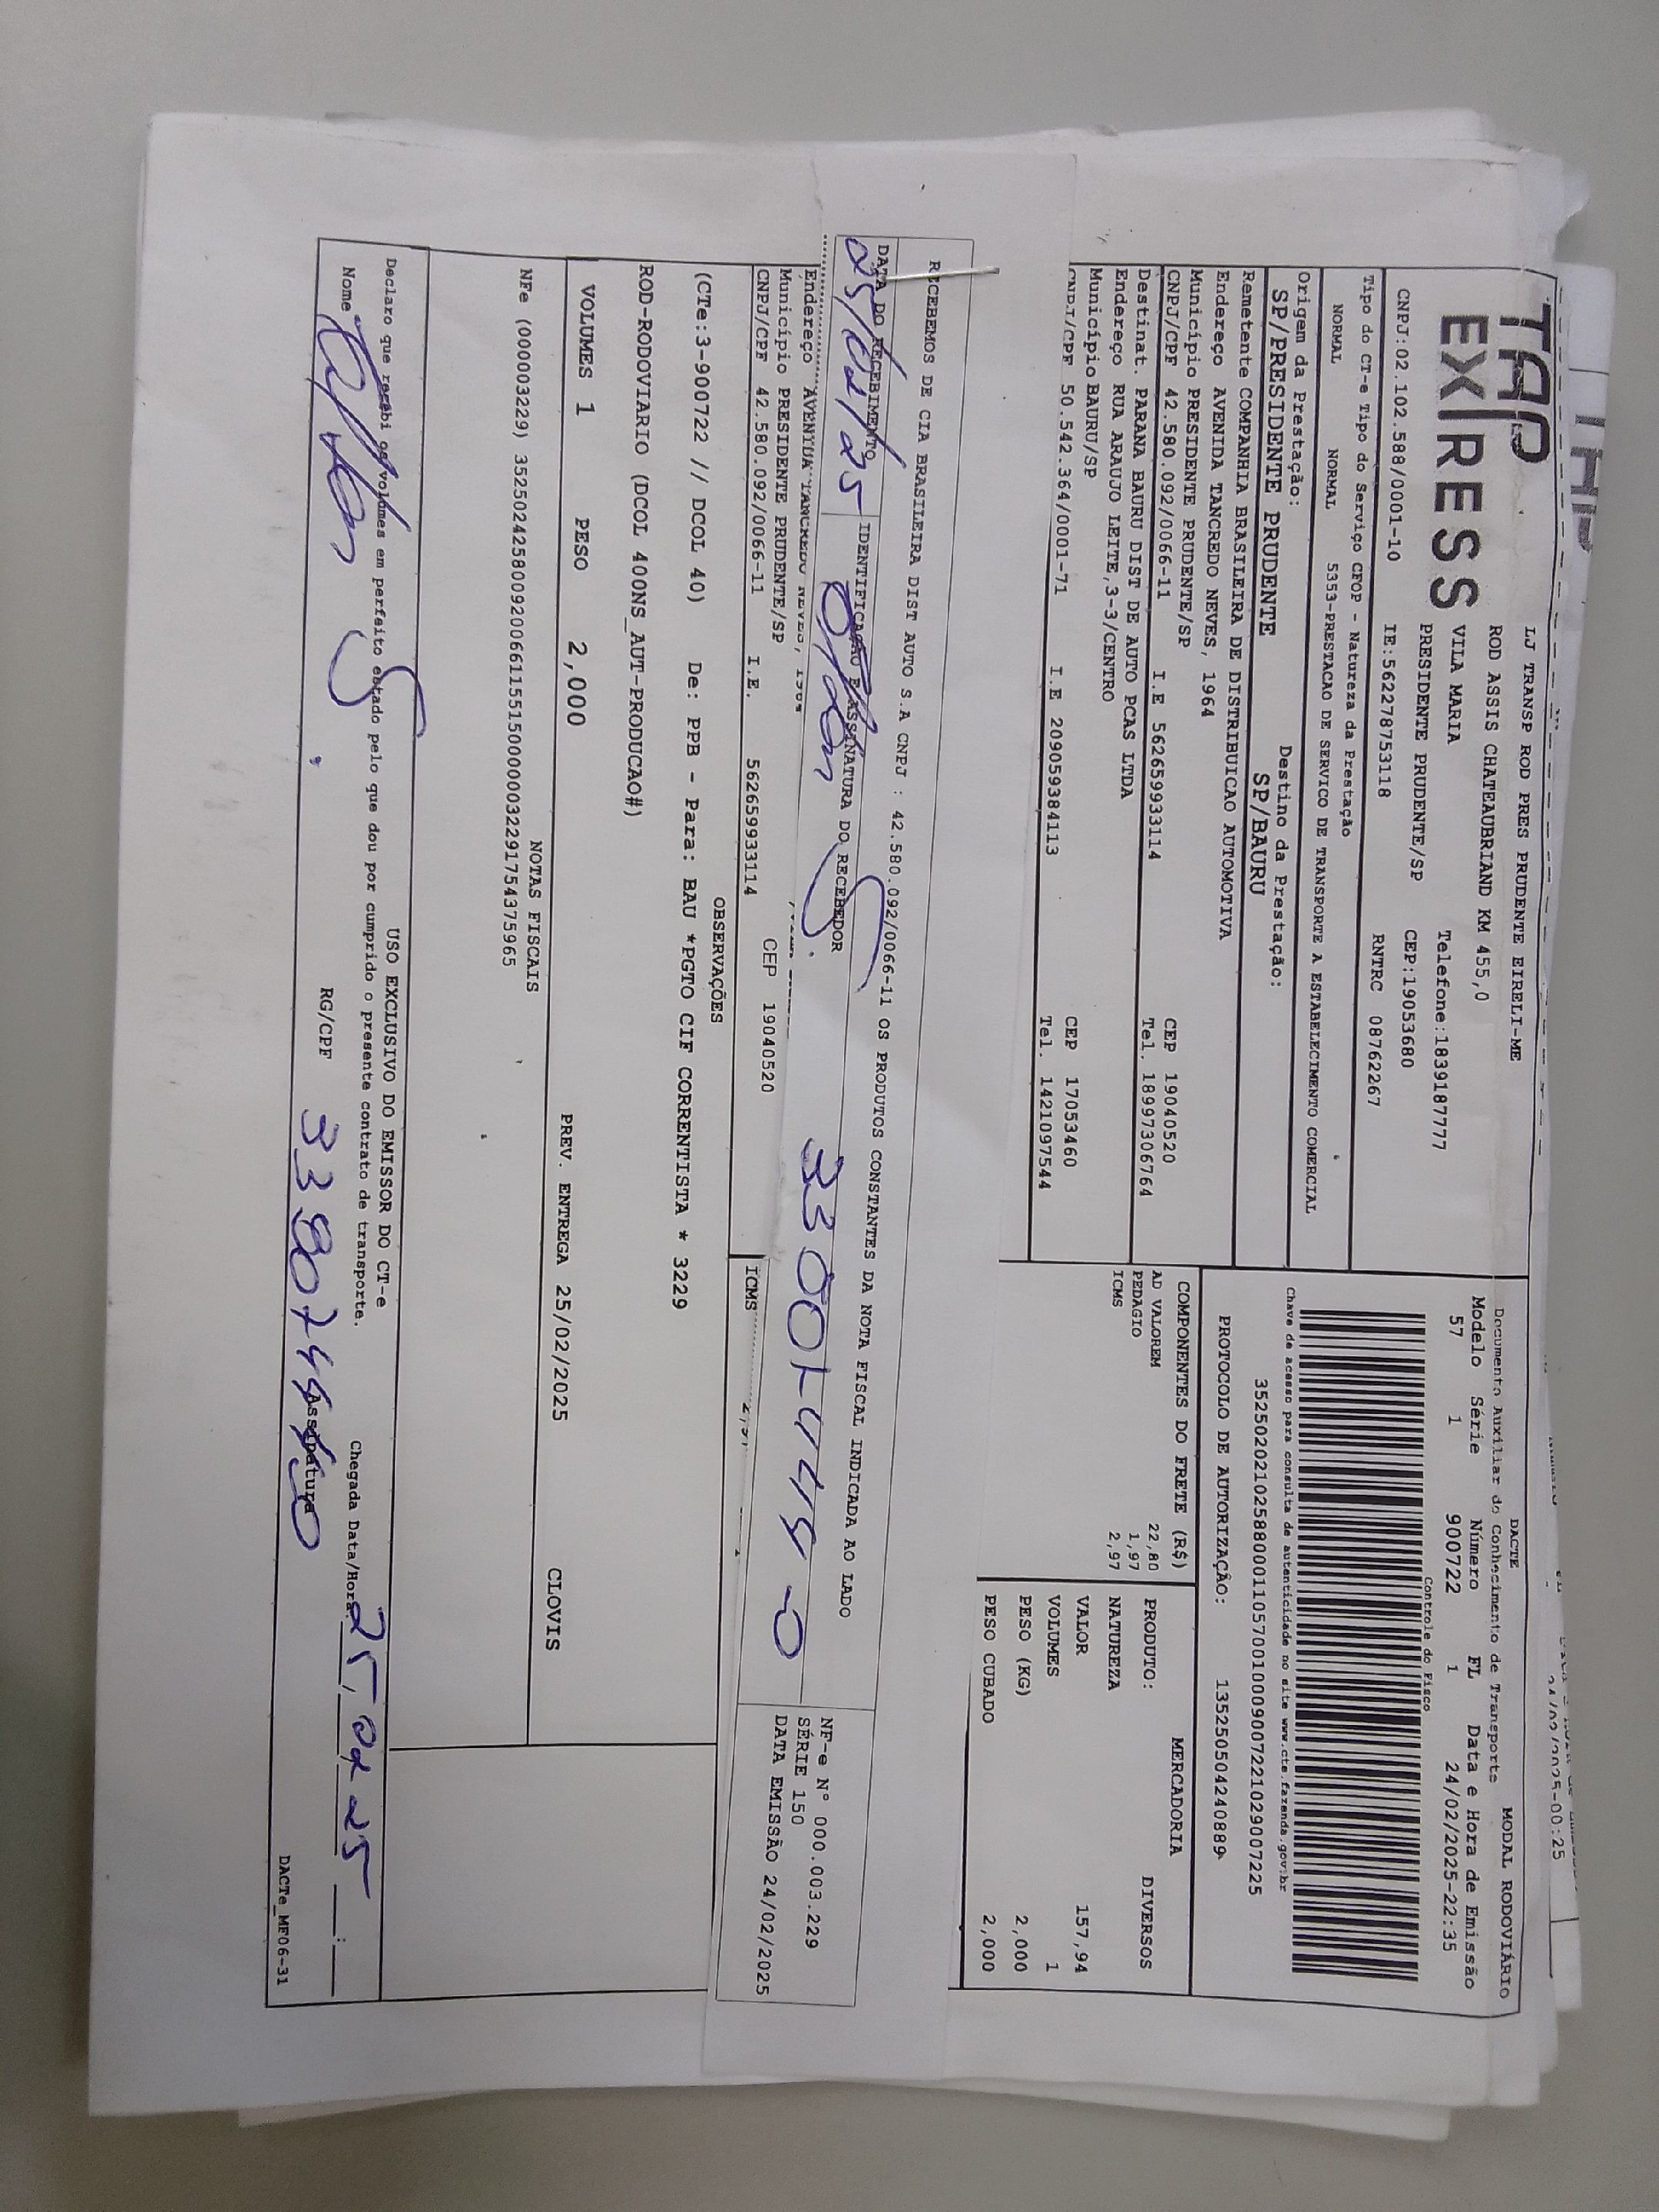 TAP
EXPRESS
LJ TRANSP ROD PRES PRUDENTE EIRELI-ME
ROD ASSIS CHATEAUBRIAND KM 455,0
VILA MARIA Telefone:1839187777
PRESIDENTE PRUDENTE/SP CEP:19053680
CNPJ:02.102.588/0001-10 IE:562278753118 RNTRC 08762267
Tipo do CT-e Tipo do Serviço CFOP - Natureza da Prestação
NORMAL NORMAL 5353-PRESTACAO DE SERVICO DE TRANSPORTE A ESTABELECIMENTO COMERCIAL
Origem da Prestação: Destino da Prestação:
SP/PRESIDENTE PRUDENTE SP/BAURU
Remetente COMPANHIA BRASILEIRA DE DISTRIBUICAO AUTOMOTIVA
Endereço AVENIDA TANCREDO NEVES, 1964
Município PRESIDENTE PRUDENTE/SP CEP 19040520
CNPJ/CPF 42.580.092/0066-11 I.E 562659933114 Tel. 18997306764
Destinat. PARANA BAURU DIST DE AUTO PCAS LTDA
Endereço RUA ARAUJO LEITE,3-3/CENTRO
Município BAURU/SP CEP 17053460
CNPJ/CPF 50.542.364/0001-71 I.E 209059384113 Tel. 1421097544
DACTE MODAL RODOVIÁRIO
Documento Auxiliar do Conhecimento de Transporte
Modelo Série Número FL Data e Hora de Emissão
57 1 900722 1 24/02/2025-22:35
Controle do Fisco
Chave de acesso para consulta de autenticidade no site www.cte.fazenda.gov.br
35250202102588000110570010009007221029007225
PROTOCOLO DE AUTORIZAÇÃO: 135250504240889
COMPONENTES DO FRETE (R$)
AD VALOREM 22,80
PEDAGIO 1,97
ICMS 2,97
MERCADORIA
PRODUTO: DIVERSOS
NATUREZA
VALOR 157,94
VOLUMES 1
PESO (KG) 2,000
PESO CUBADO 2,000
RECEBEMOS DE CIA BRASILEIRA DIST AUTO S.A CNPJ : 42.580.092/0066-11 OS PRODUTOS CONSTANTES DA NOTA FISCAL INDICADA AO LADO
DATA DO RECEBIMENTO IDENTIFICAÇÃO E ASSINATURA DO RECEBEDOR
25/02/25
NF-e N° 000.003.229
SÉRIE 150
DATA EMISSÃO 24/02/2025
Endereço AVENIDA TANCREDO NEVES, 1964
Município PRESIDENTE PRUDENTE/SP CEP 19040520
CNPJ/CPF 42.580.092/0066-11 I.E. 562659933114 ICMS
OBSERVAÇÕES
(CTe:3-900722 // DCOL 40) De: PPB - Para: BAU *PGTO CIF CORRENTISTA * 3229
ROD-RODOVIARIO (DCOL 400NS_AUT-PRODUCAO#)
VOLUMES 1 PESO 2,000 PREV. ENTREGA 25/02/2025 CLOVIS
NOTAS FISCAIS
NFe (000003229) 35250242580092006611551500000032291754375965
USO EXCLUSIVO DO EMISSOR DO CT-e
Declaro que recebi os volumes em perfeito estado pelo que dou por cumprido o presente contrato de transporte.
Chegada Data/Hora: 25/02/25
Nome RG/CPF Assinatura
DACTe_MF06-31